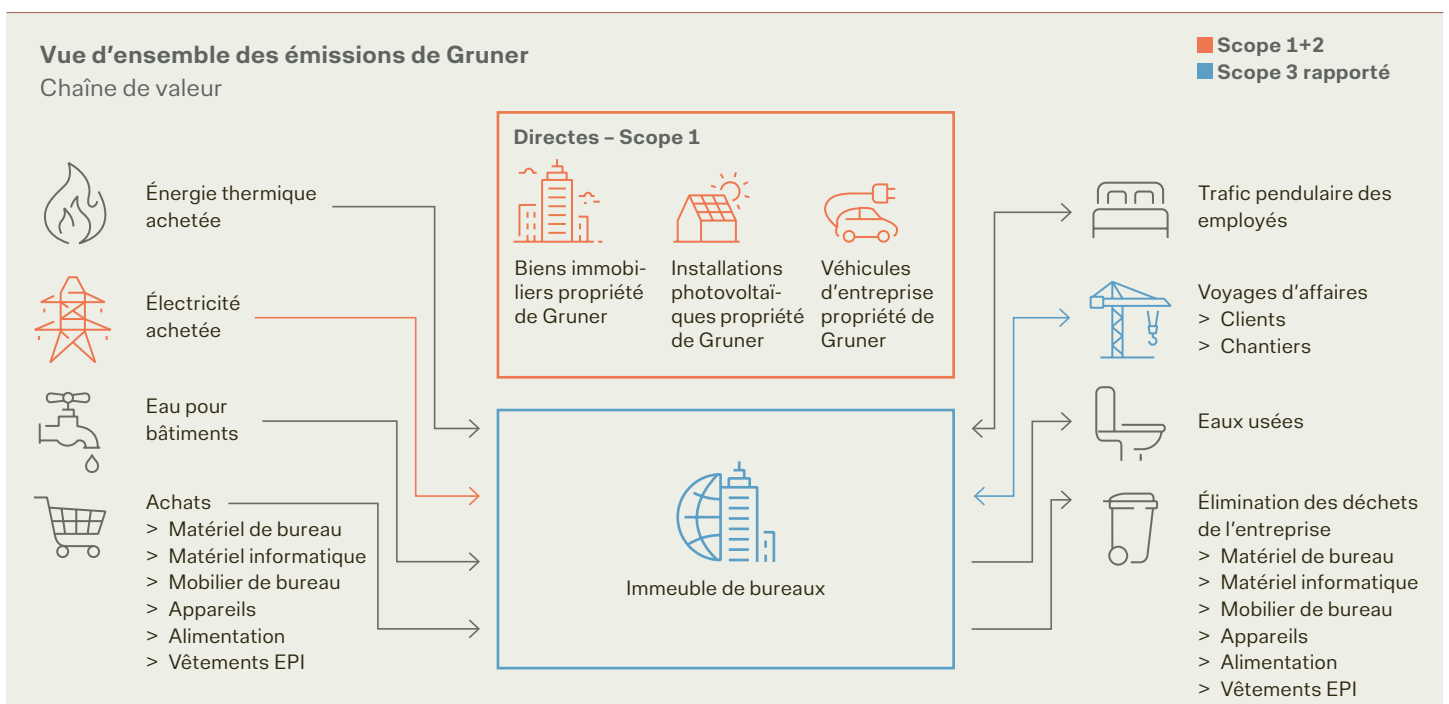 Vue d'ensemble des émissions de Gruner
Chaîne de valeur
Scope 1+2
Scope 3 rapporté
Énergie thermique
achetée
Électricité
achetée
Eau pour
bâtiments
Achats
> Matériel de bureau
> Matériel informatique
> Mobilier de bureau
> Appareils
> Alimentation
> Vêtements EPI
Directes – Scope 1
Biens immobi-
liers propriété
de Gruner
Installations
photovoltaï-
ques propriété
de Gruner
Véhicules
d'entreprise
propriété de
Gruner
Immeuble de bureaux
Trafic pendulaire des
employés
Voyages d'affaires
> Clients
> Chantiers
Eaux usées
Élimination des déchets
de l'entreprise
> Matériel de bureau
> Matériel informatique
> Mobilier de bureau
> Appareils
> Alimentation
> Vêtements EPI